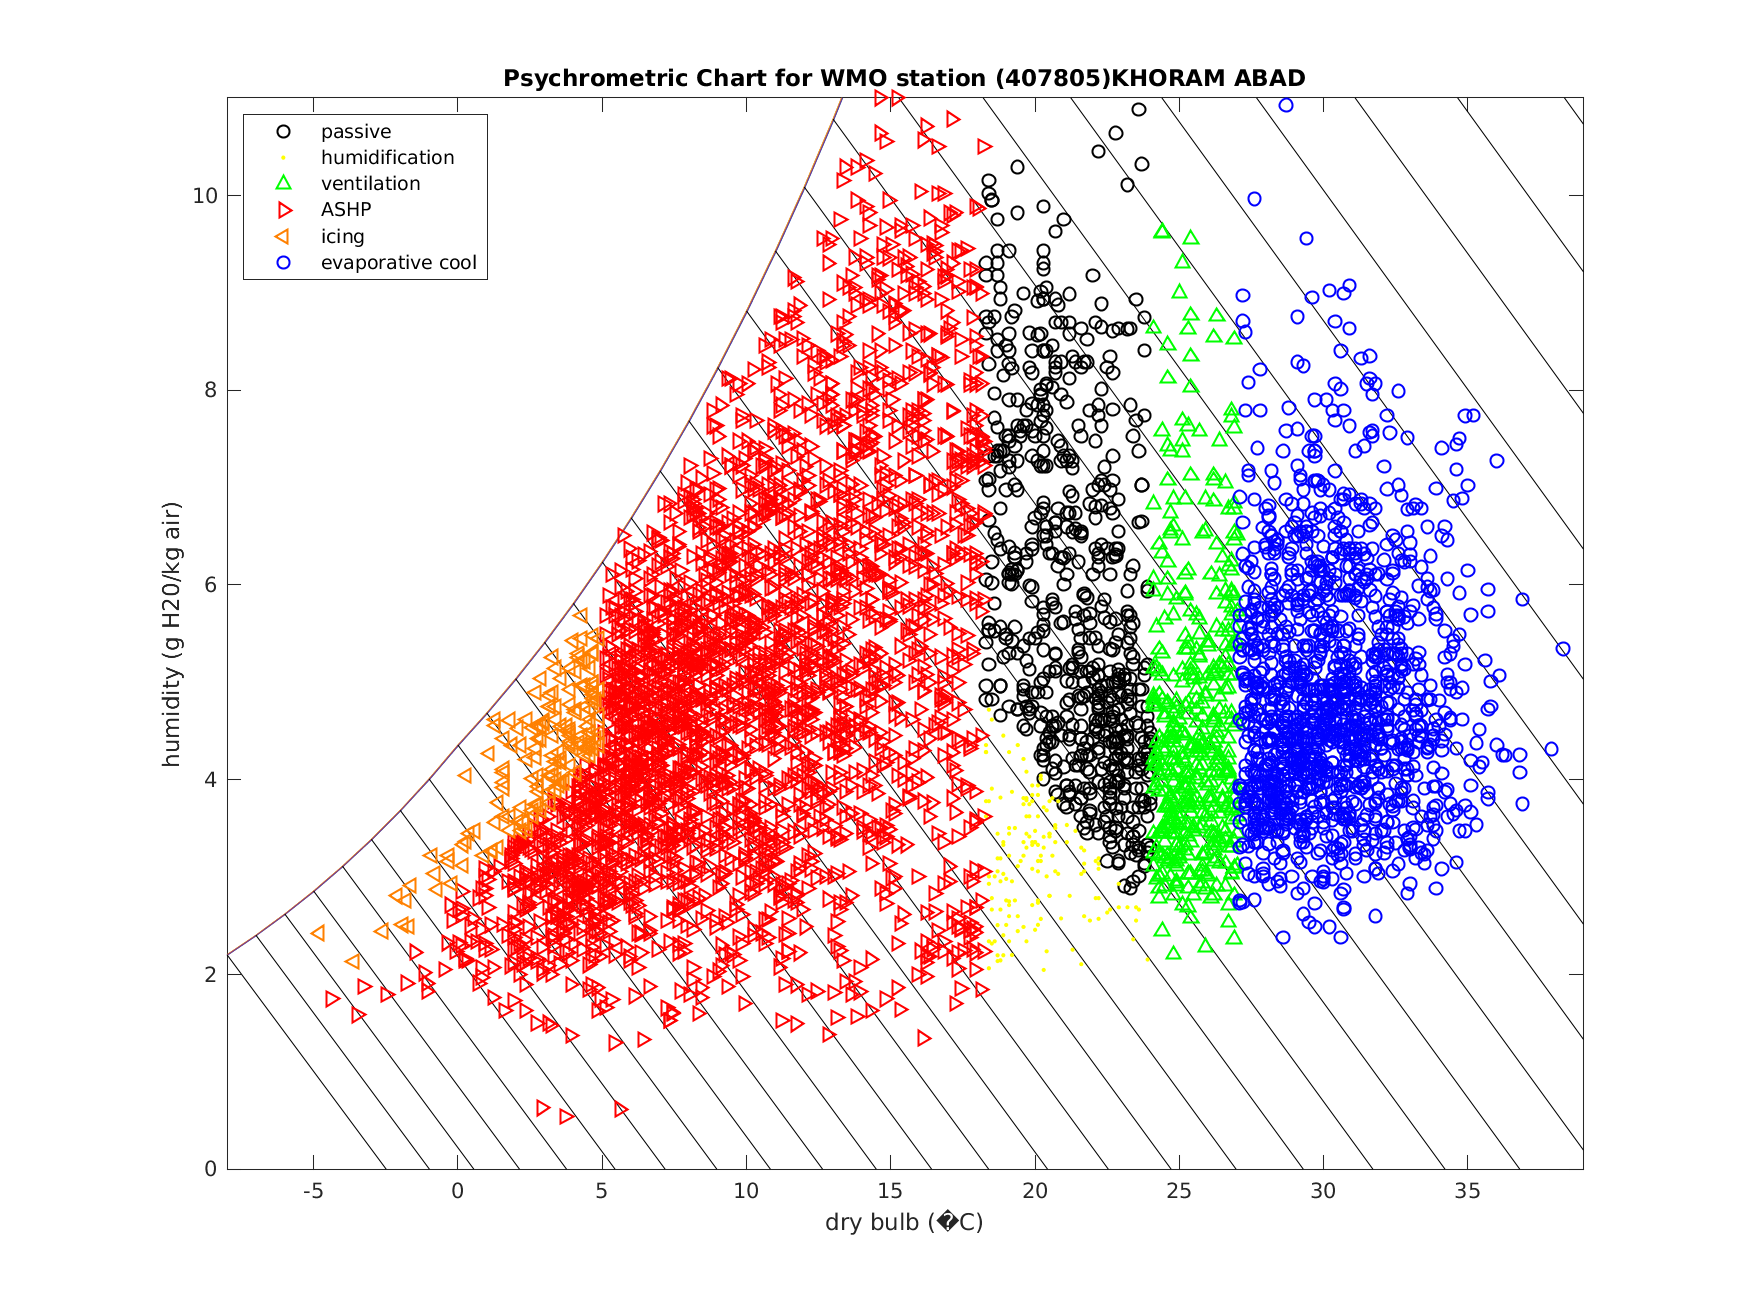 Psychrometric Chart for WMO station (407805)KHORAM ABAD
passive
humidification
ventilation
ASHP
icing
evaporative cool
10
8
6
4
2
0
humidity (g H20/kg air)
-5 0 5 10 15 20 25 30 35
dry bulb (�C)